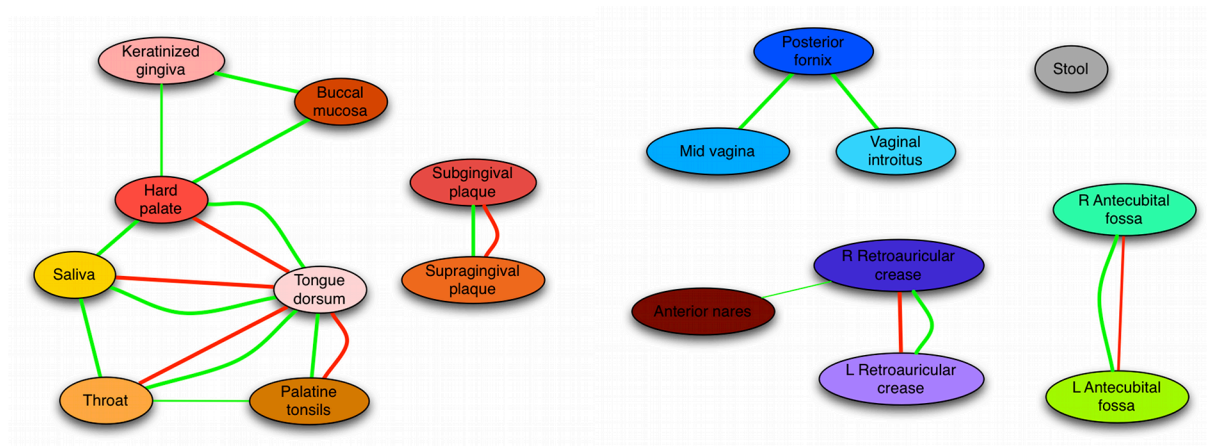 Keratinized
gingiva
Buccal
mucosa
Hard
palate
Saliva
Tongue
dorsum
Throat
Palatine
tonsils
Subgingival
plaque
Supragingival
plaque
Posterior
fornix
Mid vagina
Vaginal
introitus
Stool
R Antecubital
fossa
R Retroauricular
crease
Anterior nares
L Retroauricular
crease
L Antecubital
fossa